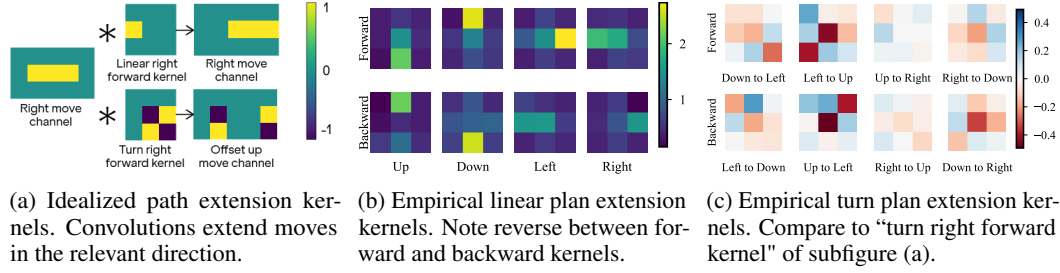 1
0
-1
Right move
channel
*
Linear right
forward kernel
Right move
channel
*
Turn right
forward kernel
Offset up
move channel
(a) Idealized path extension ker-
nels. Convolutions extend moves
in the relevant direction.
Forward
Backward
Up
Down
Left
Right
2
1
(b) Empirical linear plan extension
kernels. Note reverse between for-
ward and backward kernels.
Forward
Down to Left
Left to Up
Up to Right
Right to Down
Backward
Left to Down
Up to Left
Right to Up
Down to Right
0.4
0.2
0.0
−0.2
−0.4
(c) Empirical turn plan extension ker-
nels. Compare to “turn right forward
kernel" of subfigure (a).